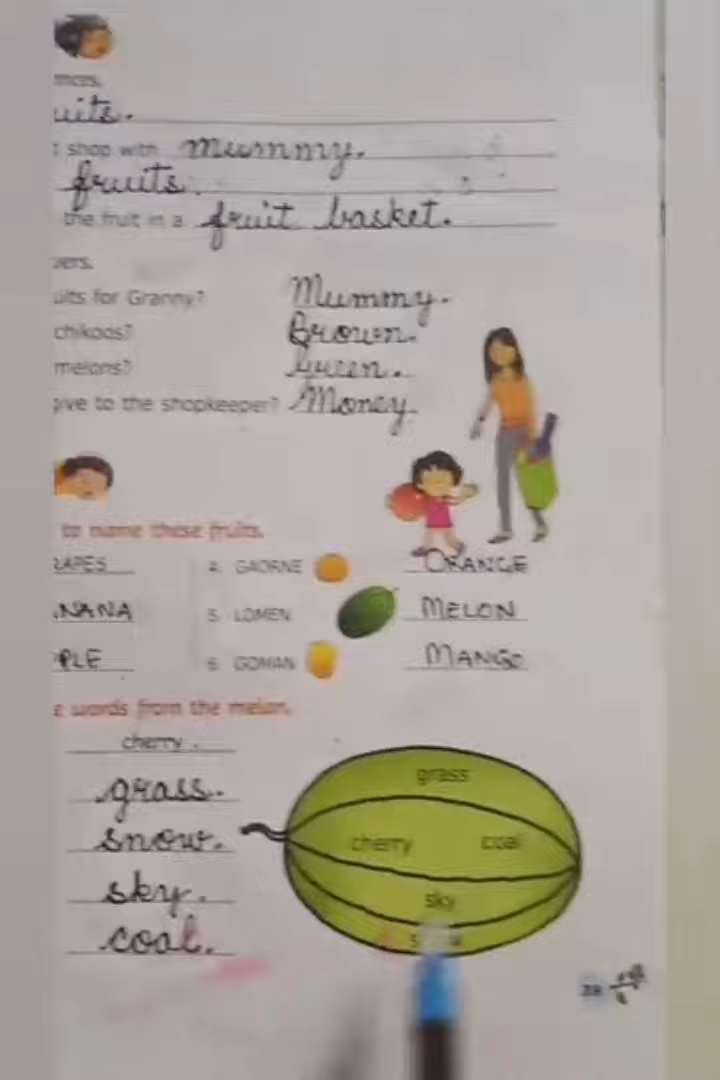 nces.
uits.
t shop with mummy.
fruits.
the fruit in a fruit basket.
vers.
uits for Granny? Mummy.
chikoos? Brown.
melons? green.
give to the shopkeeper? Money.
to name these fruits.
RAPES 4. GAORNE ORANGE
NANA 5. LOMEN MELON
PLE 6. GOMAN MANGO
e words from the melon.
cherry.
grass.
snow.
sky.
coal.
grass
cherry coal
sky